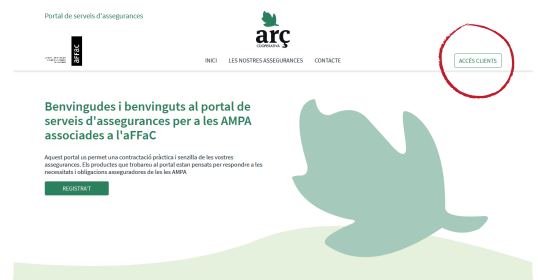 Portal de serveis d'assegurances
arç
COOPERATIVA
aFFaC
INICI
LES NOSTRES ASSEGURANCES
CONTACTE
ACCÉS CLIENTS
Benvingudes i benvinguts al portal de
serveis d'assegurances per a les AMPA
associades a l'aFFaC
Aquest portal us permet una contractació pràctica i senzilla de les vostres
assegurances. Els productes que trobareu al portal estan pensats per respondre a les
necessitats i obligacions asseguradores de les les AMPA
REGISTRA'T